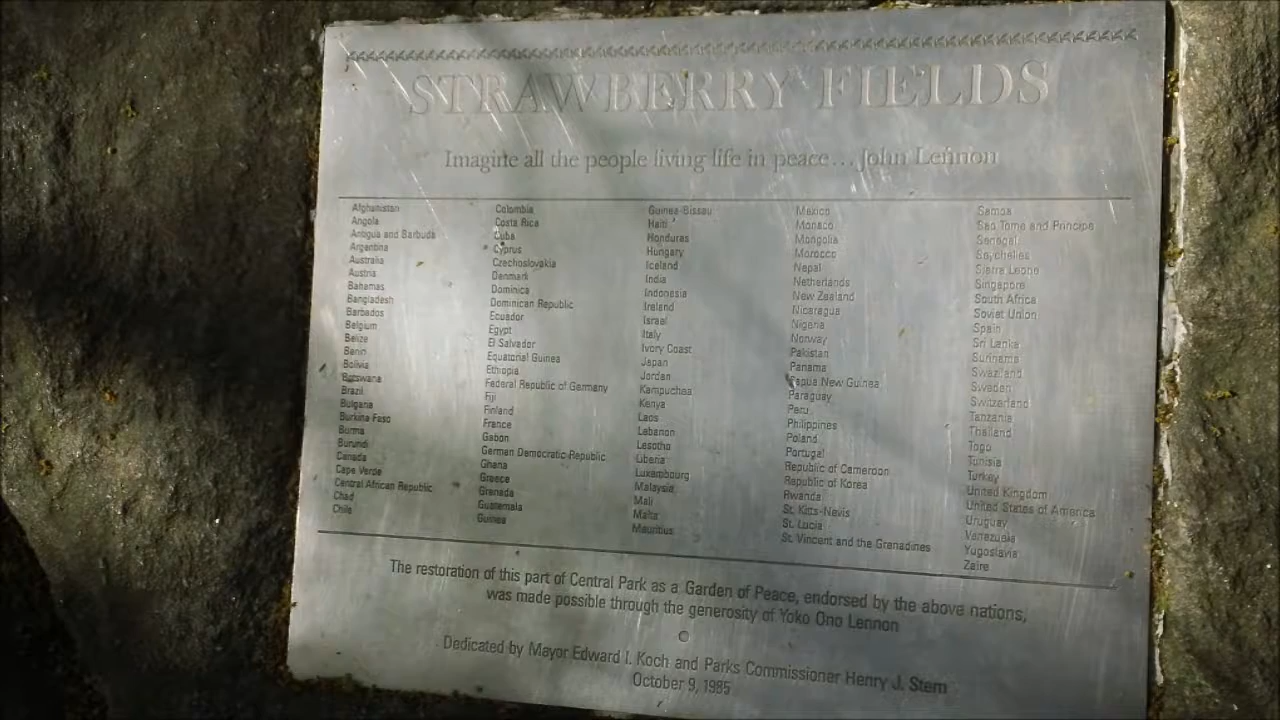 STRAWBERRY FIELDS
Imagine all the people living life in peace... John Lennon
Afghanistan
Angola
Antigua and Barbuda
Argentina
Australia
Austria
Bahamas
Bangladesh
Barbados
Belgium
Belize
Benin
Bolivia
Botswana
Brazil
Bulgaria
Burkina Faso
Burma
Burundi
Canada
Cape Verde
Central African Republic
Chad
Chile
Colombia
Costa Rica
Cuba
Cyprus
Czechoslovakia
Denmark
Dominica
Dominican Republic
Ecuador
Egypt
El Salvador
Equatorial Guinea
Ethiopia
Federal Republic of Germany
Fiji
Finland
France
Gabon
German Democratic Republic
Ghana
Greece
Grenada
Guatemala
Guinea
Guinea-Bissau
Haiti
Honduras
Hungary
Iceland
India
Indonesia
Ireland
Israel
Italy
Ivory Coast
Japan
Jordan
Kampuchea
Kenya
Laos
Lebanon
Lesotho
Liberia
Luxembourg
Malaysia
Mali
Malta
Mauritius
Mexico
Monaco
Mongolia
Morocco
Nepal
Netherlands
New Zealand
Nicaragua
Nigeria
Norway
Pakistan
Panama
Papua New Guinea
Paraguay
Peru
Philippines
Poland
Portugal
Republic of Cameroon
Republic of Korea
Rwanda
St. Kitts-Nevis
St. Lucia
St. Vincent and the Grenadines
Samoa
Sao Tome and Principe
Senegal
Seychelles
Sierra Leone
Singapore
South Africa
Soviet Union
Spain
Sri Lanka
Suriname
Swaziland
Sweden
Switzerland
Tanzania
Thailand
Togo
Tunisia
Turkey
United Kingdom
United States of America
Uruguay
Venezuela
Yugoslavia
Zaire
The restoration of this part of Central Park as a Garden of Peace, endorsed by the above nations,
was made possible through the generosity of Yoko Ono Lennon
Dedicated by Mayor Edward I. Koch and Parks Commissioner Henry J. Stern
October 9, 1985